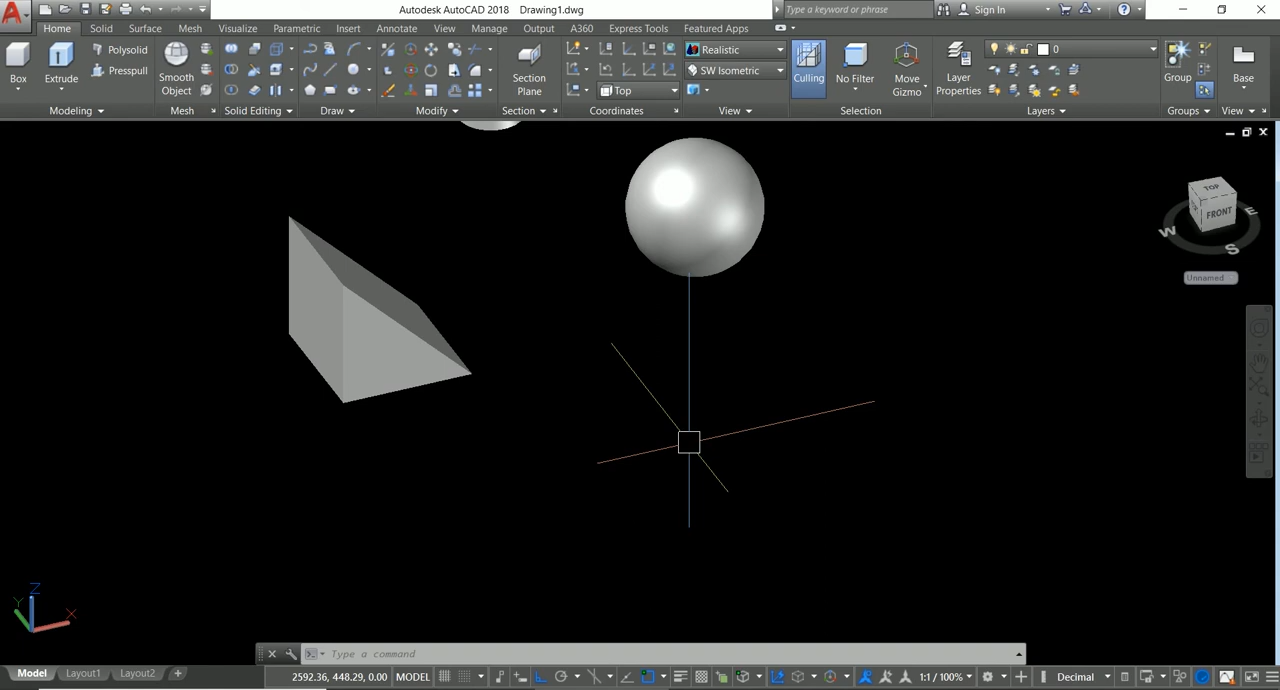 Autodesk AutoCAD 2018 Drawing1.dwg
Type a keyword or phrase
Sign In
Home Solid Surface Mesh Visualize Parametric Insert Annotate View Manage Output A360 Express Tools Featured Apps
Box
Extrude
Polysolid
Presspull
Smooth
Object
Section
Plane
Realistic
SW Isometric
Top
Culling
No Filter
Move
Gizmo
Layer
Properties
0
Group
Base
Modeling Mesh Solid Editing Draw Modify Section Coordinates View Selection Layers Groups View
TOP
FRONT
W
E
S
Unnamed
Z
Y
X
Type a command
Model Layout1 Layout2 +
2592.36, 448.29, 0.00 MODEL
1:1 / 100%
Decimal